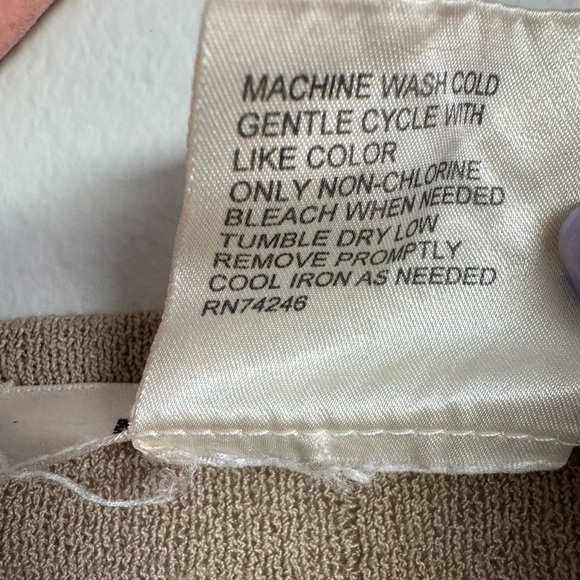 MACHINE WASH COLD
GENTLE CYCLE WITH
LIKE COLOR
ONLY NON-CHLORINE
BLEACH WHEN NEEDED
TUMBLE DRY LOW
REMOVE PROMPTLY
COOL IRON AS NEEDED
RN74246